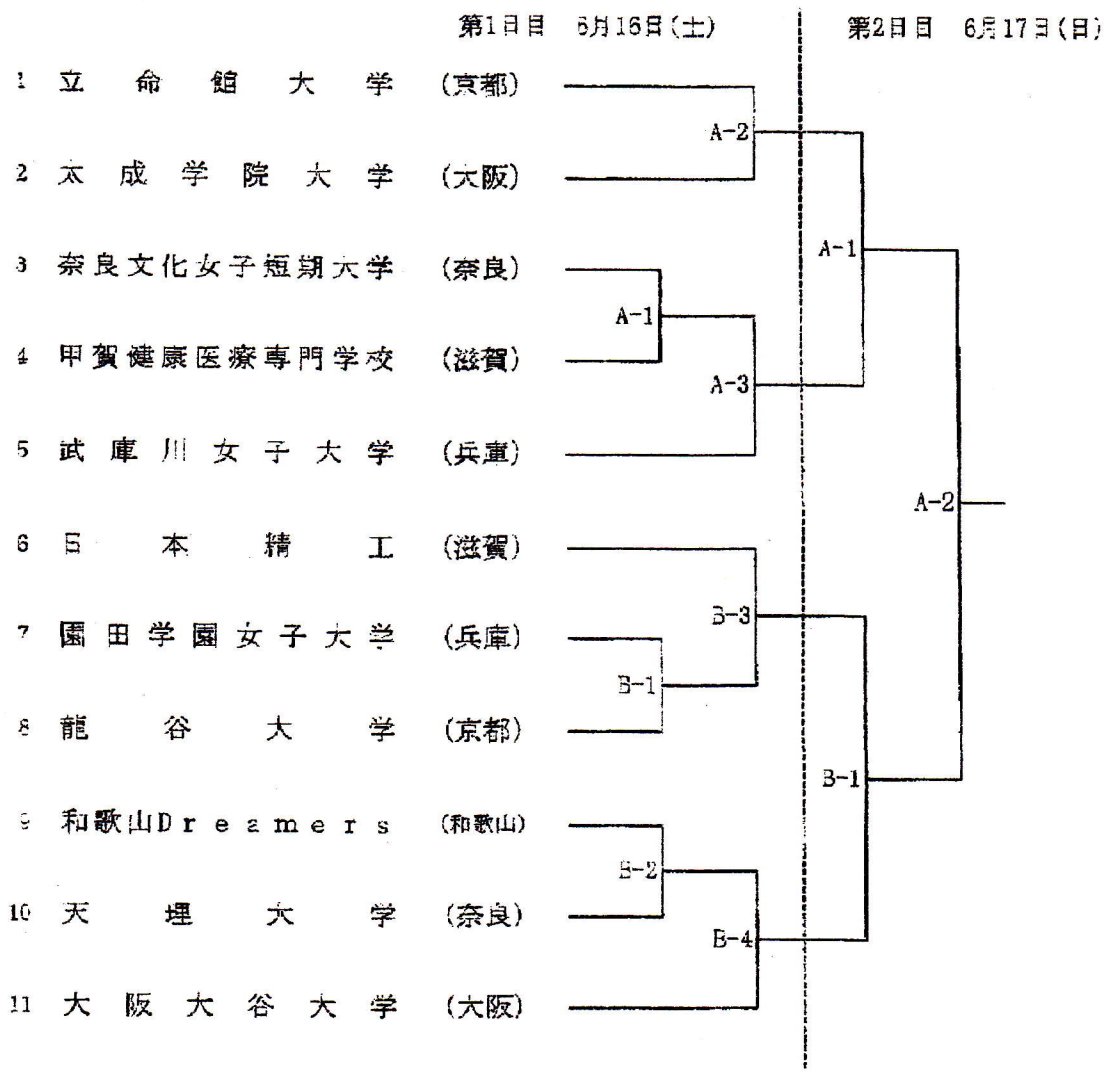 第1日目 6月16日(土) 第2日目 6月17日(日)
1 立命館大学 (京都)
A-2
2 太成学院大学 (大阪)
A-1
3 奈良文化女子短期大学 (奈良)
A-1
4 甲賀健康医療専門学校 (滋賀)
A-3
5 武庫川女子大学 (兵庫)
A-2
6 日本精工 (滋賀)
B-3
7 園田学園女子大学 (兵庫)
B-1
8 龍谷大学 (京都)
B-1
9 和歌山Dreamers (和歌山)
B-2
10 天理大学 (奈良)
B-4
11 大阪大谷大学 (大阪)